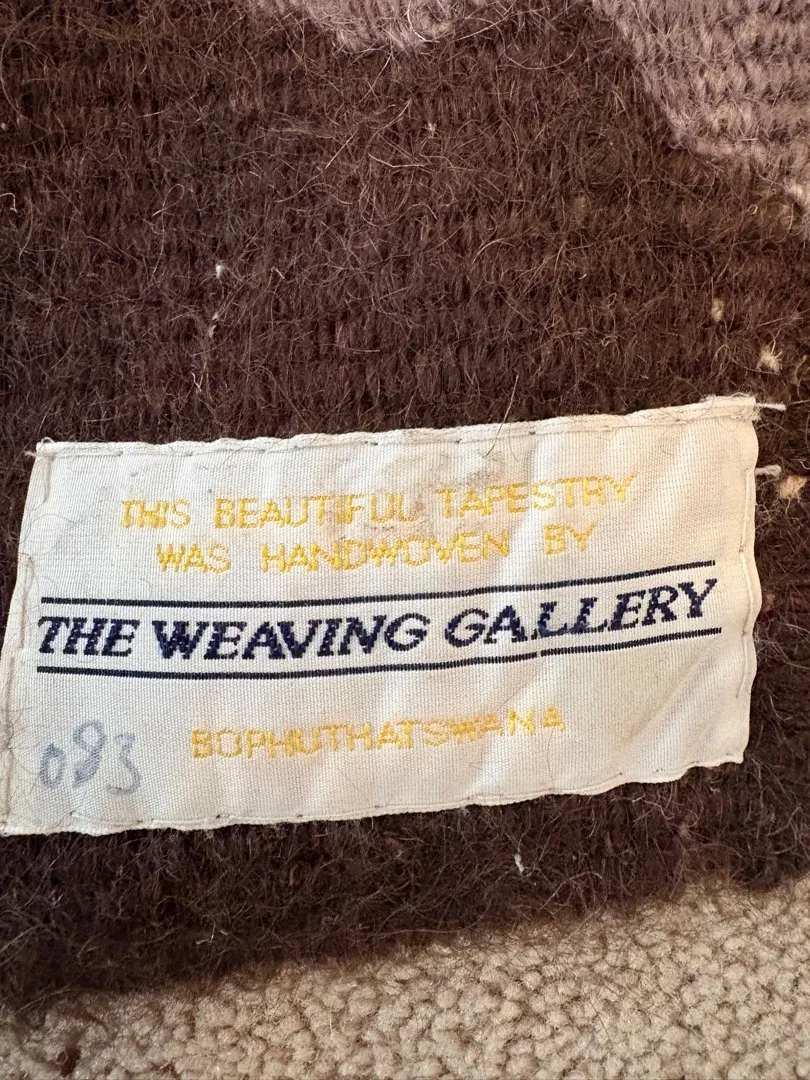 THIS BEAUTIFUL TAPESTRY
WAS HANDWOVEN BY
THE WEAVING GALLERY
BOPHUTHATSWANA
083